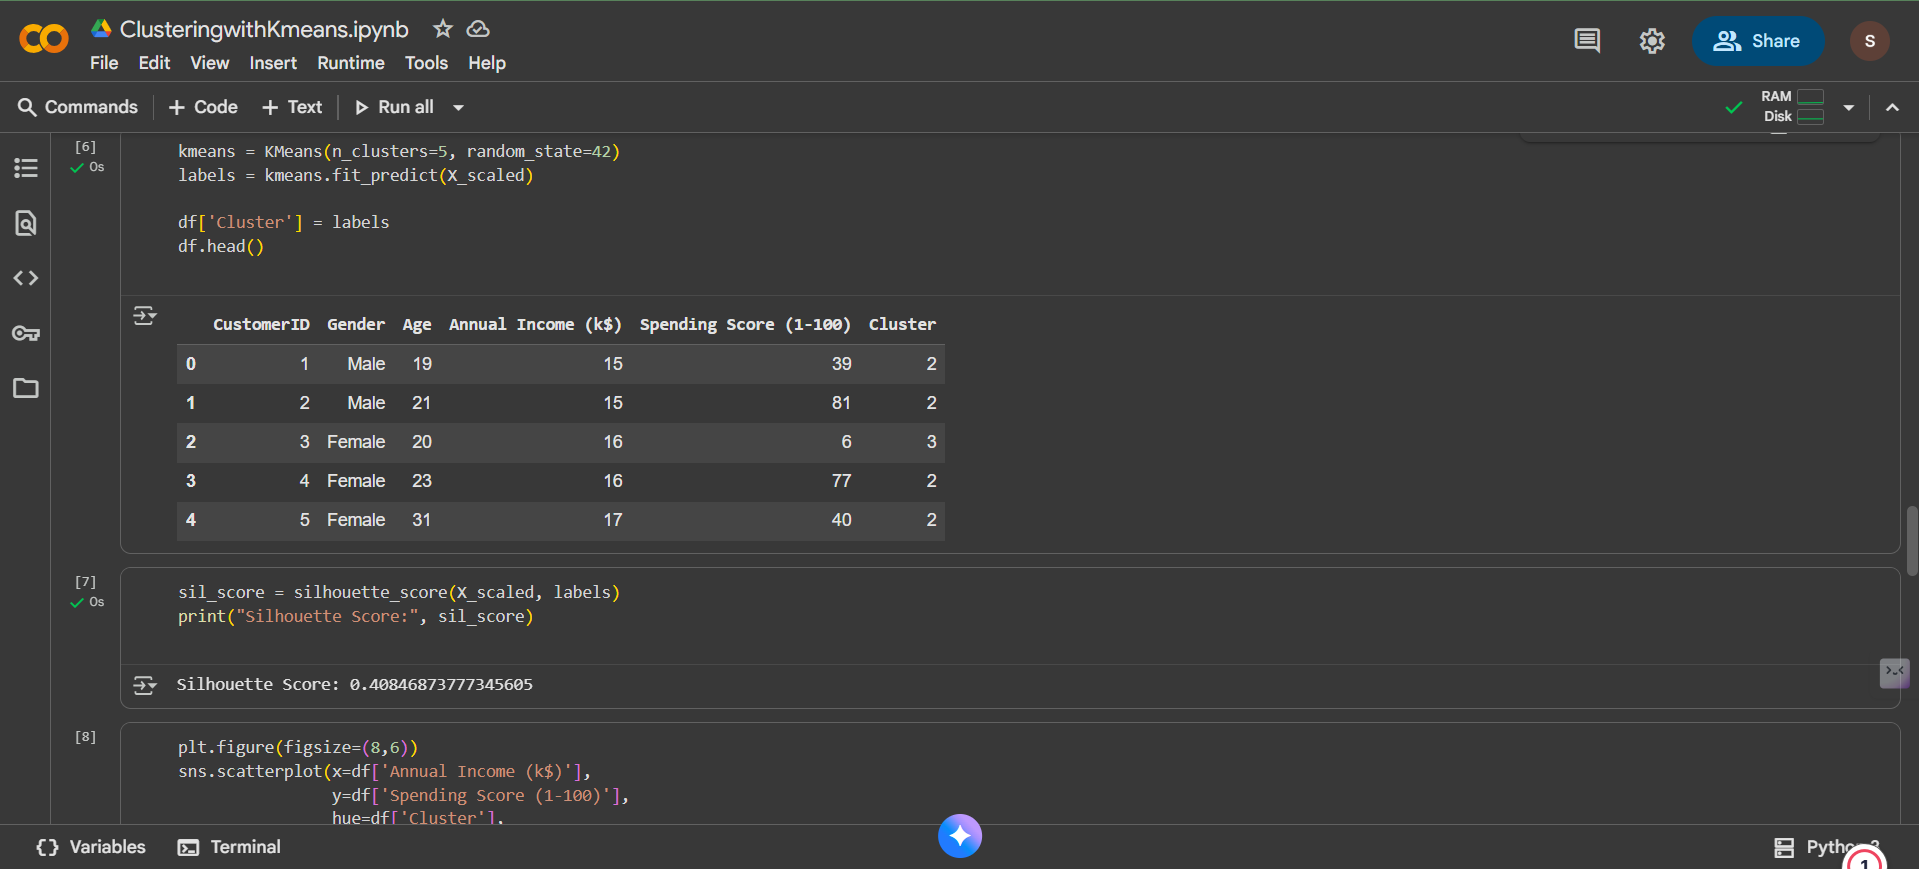 ClusteringwithKmeans.ipynb
File Edit View Insert Runtime Tools Help
Share
S
Commands + Code + Text Run all
RAM
Disk
[6]
0s
kmeans = KMeans(n_clusters=5, random_state=42)
labels = kmeans.fit_predict(X_scaled)
df['Cluster'] = labels
df.head()
CustomerID Gender Age Annual Income (k$) Spending Score (1-100) Cluster
0 1 Male 19 15 39 2
1 2 Male 21 15 81 2
2 3 Female 20 16 6 3
3 4 Female 23 16 77 2
4 5 Female 31 17 40 2
[7]
0s
sil_score = silhouette_score(X_scaled, labels)
print("Silhouette Score:", sil_score)
Silhouette Score: 0.40846873777345605
[8]
plt.figure(figsize=(8,6))
sns.scatterplot(x=df['Annual Income (k$)'],
y=df['Spending Score (1-100)'],
hue=df['Cluster'],
Variables Terminal
Python 3
1